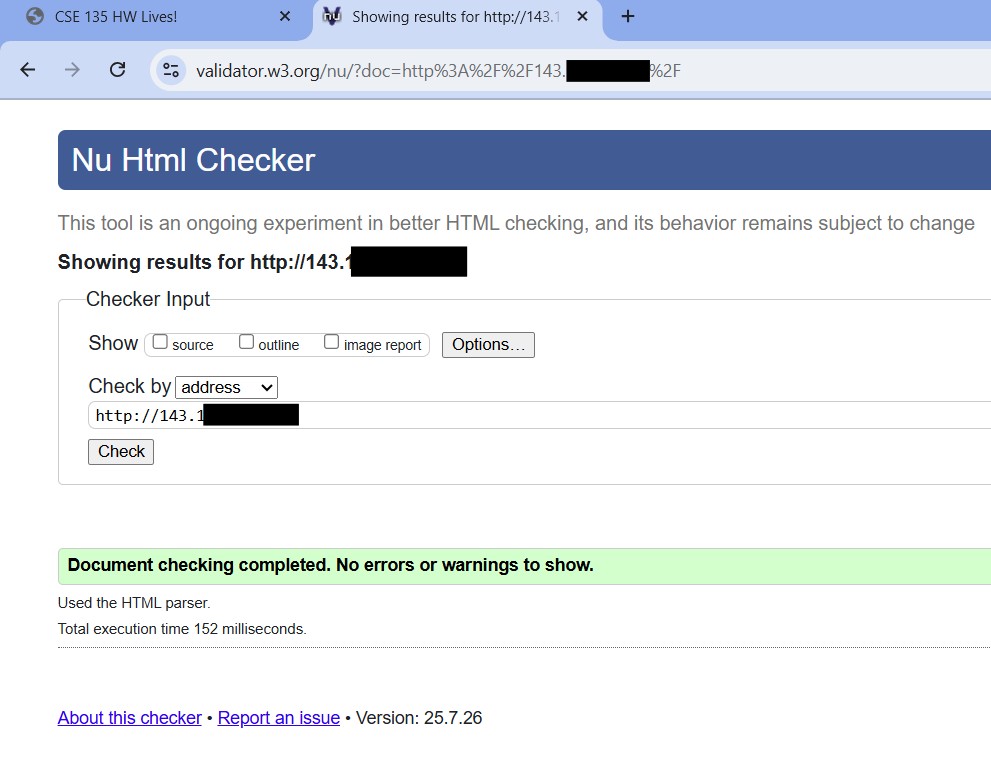 CSE 135 HW Lives!
Showing results for http://143.1
validator.w3.org/nu/?doc=http%3A%2F%2F143. %2F
Nu Html Checker
This tool is an ongoing experiment in better HTML checking, and its behavior remains subject to change
Showing results for http://143.1
Checker Input
Show source outline image report Options...
Check by address
http://143.1
Check
Document checking completed. No errors or warnings to show.
Used the HTML parser.
Total execution time 152 milliseconds.
About this checker • Report an issue • Version: 25.7.26